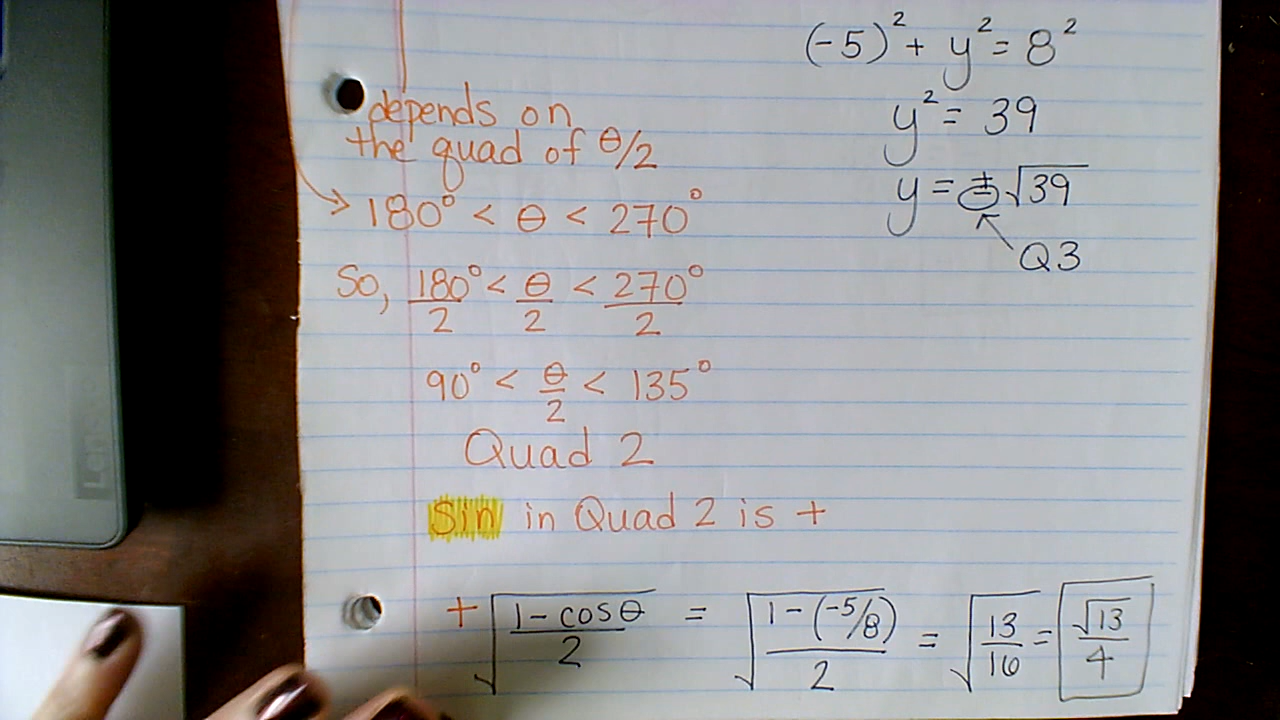 depends on
the quad of θ/2
180° < θ < 270°
So, 180°/2 < θ/2 < 270°/2
90° < θ/2 < 135°
Quad 2
Sin in Quad 2 is +
+ √((1 - cosθ)/2) = √((1 - (-5/8))/2) = √(13/16) = √13/4
(-5)² + y² = 8²
y² = 39
y = ±√39
Q3